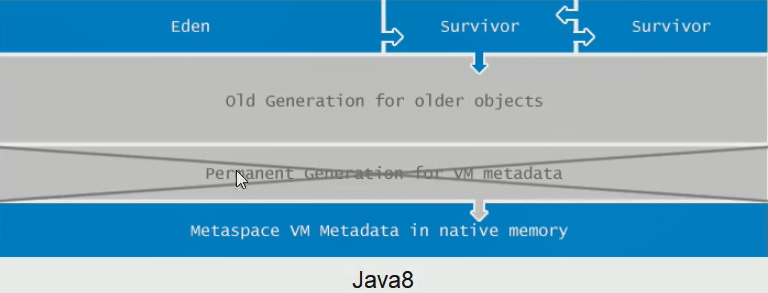 Eden
Survivor
Survivor
Old Generation for older objects
Permanent Generation for VM metadata
Metaspace VM Metadata in native memory
Java8